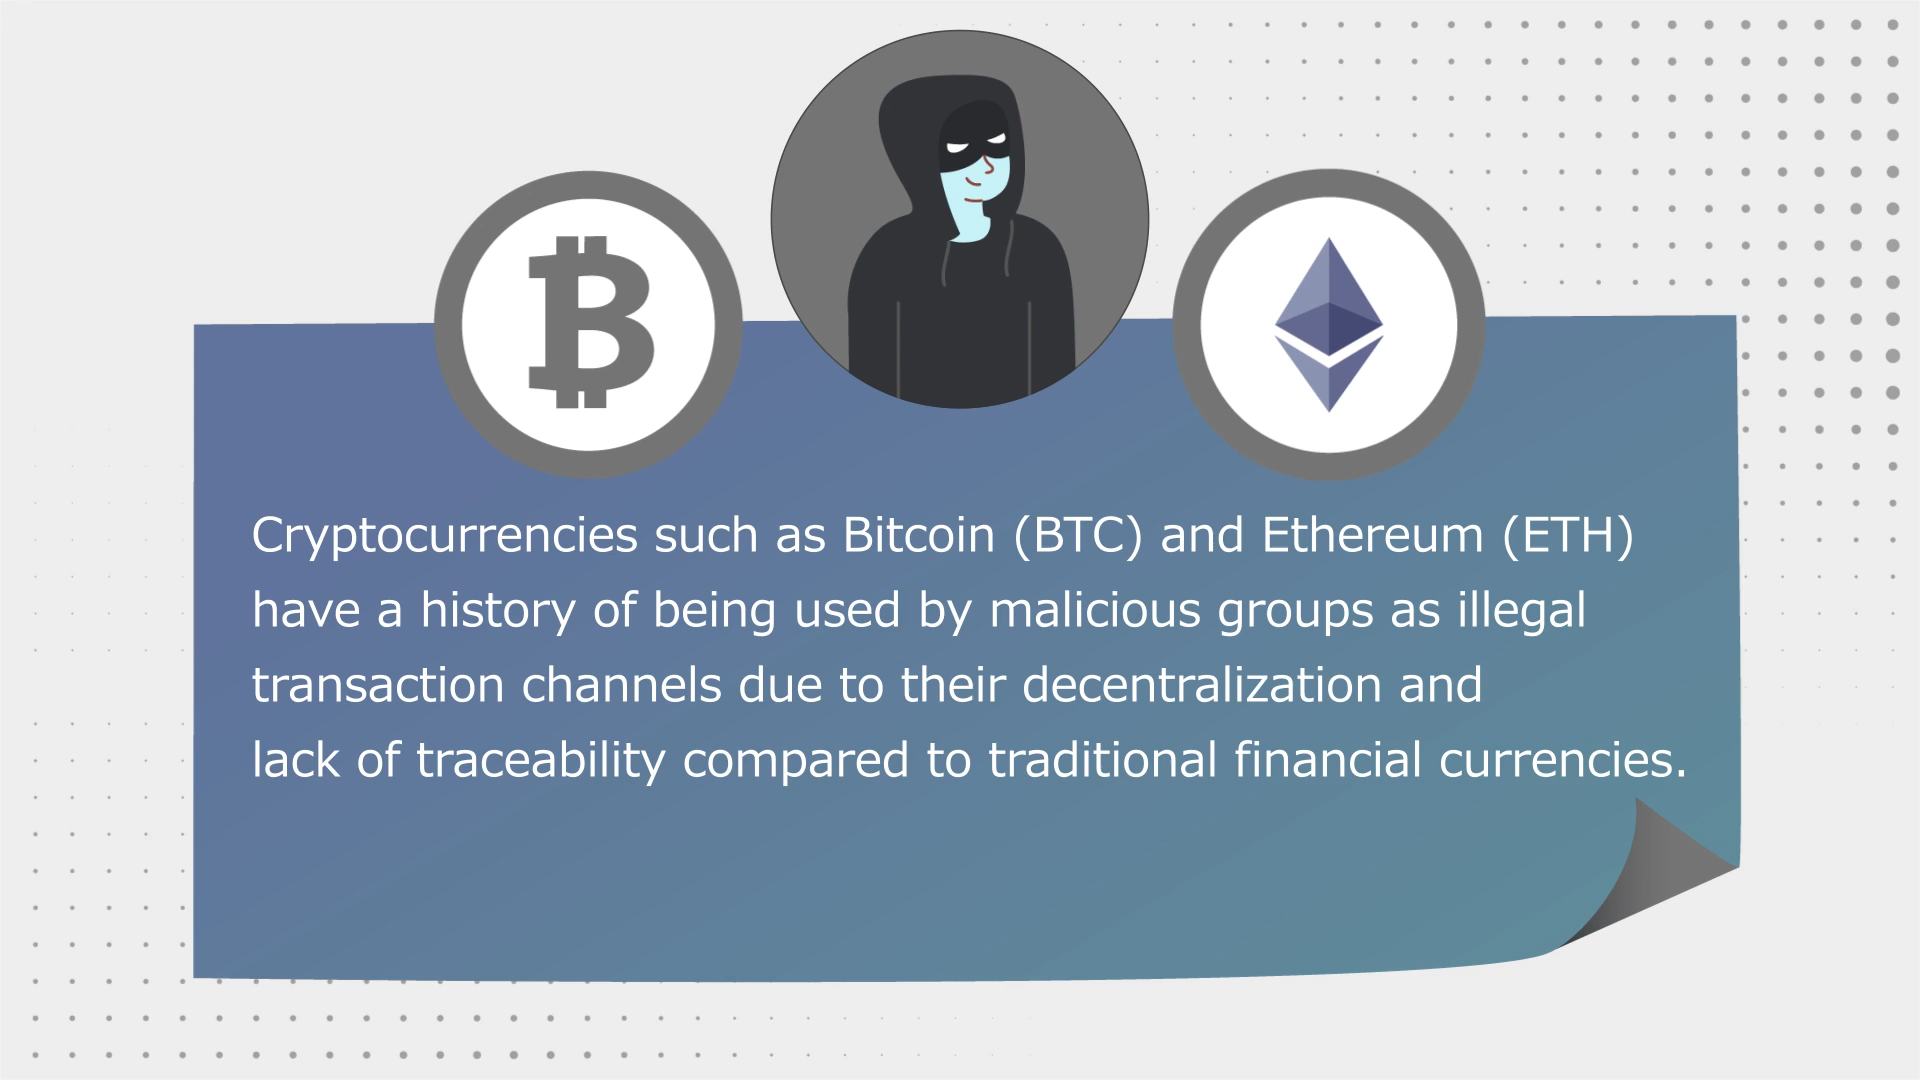 Cryptocurrencies such as Bitcoin (BTC) and Ethereum (ETH)
have a history of being used by malicious groups as illegal
transaction channels due to their decentralization and
lack of traceability compared to traditional financial currencies.